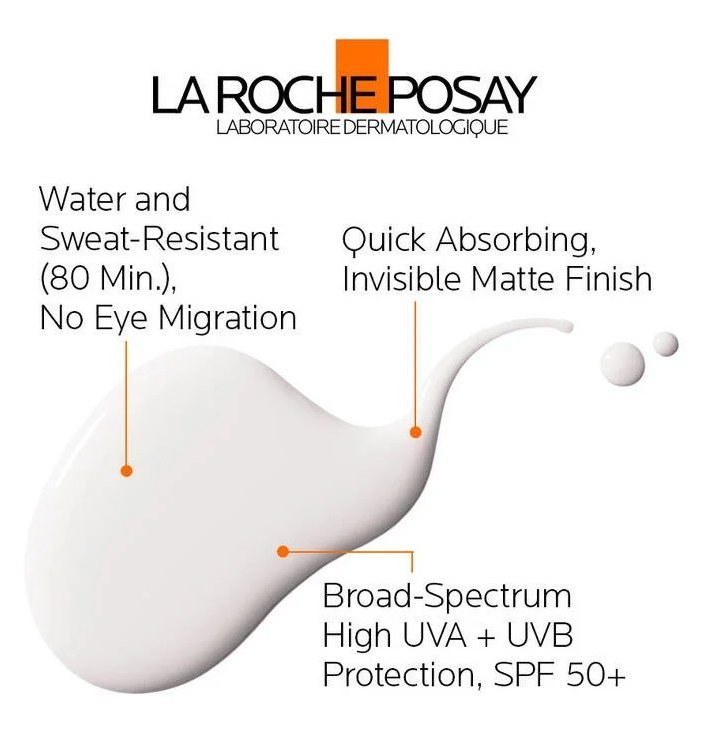 LA ROCHE POSAY
LABORATOIRE DERMATOLOGIQUE
Water and
Sweat-Resistant
(80 Min.),
No Eye Migration
Quick Absorbing,
Invisible Matte Finish
Broad-Spectrum
High UVA + UVB
Protection, SPF 50+